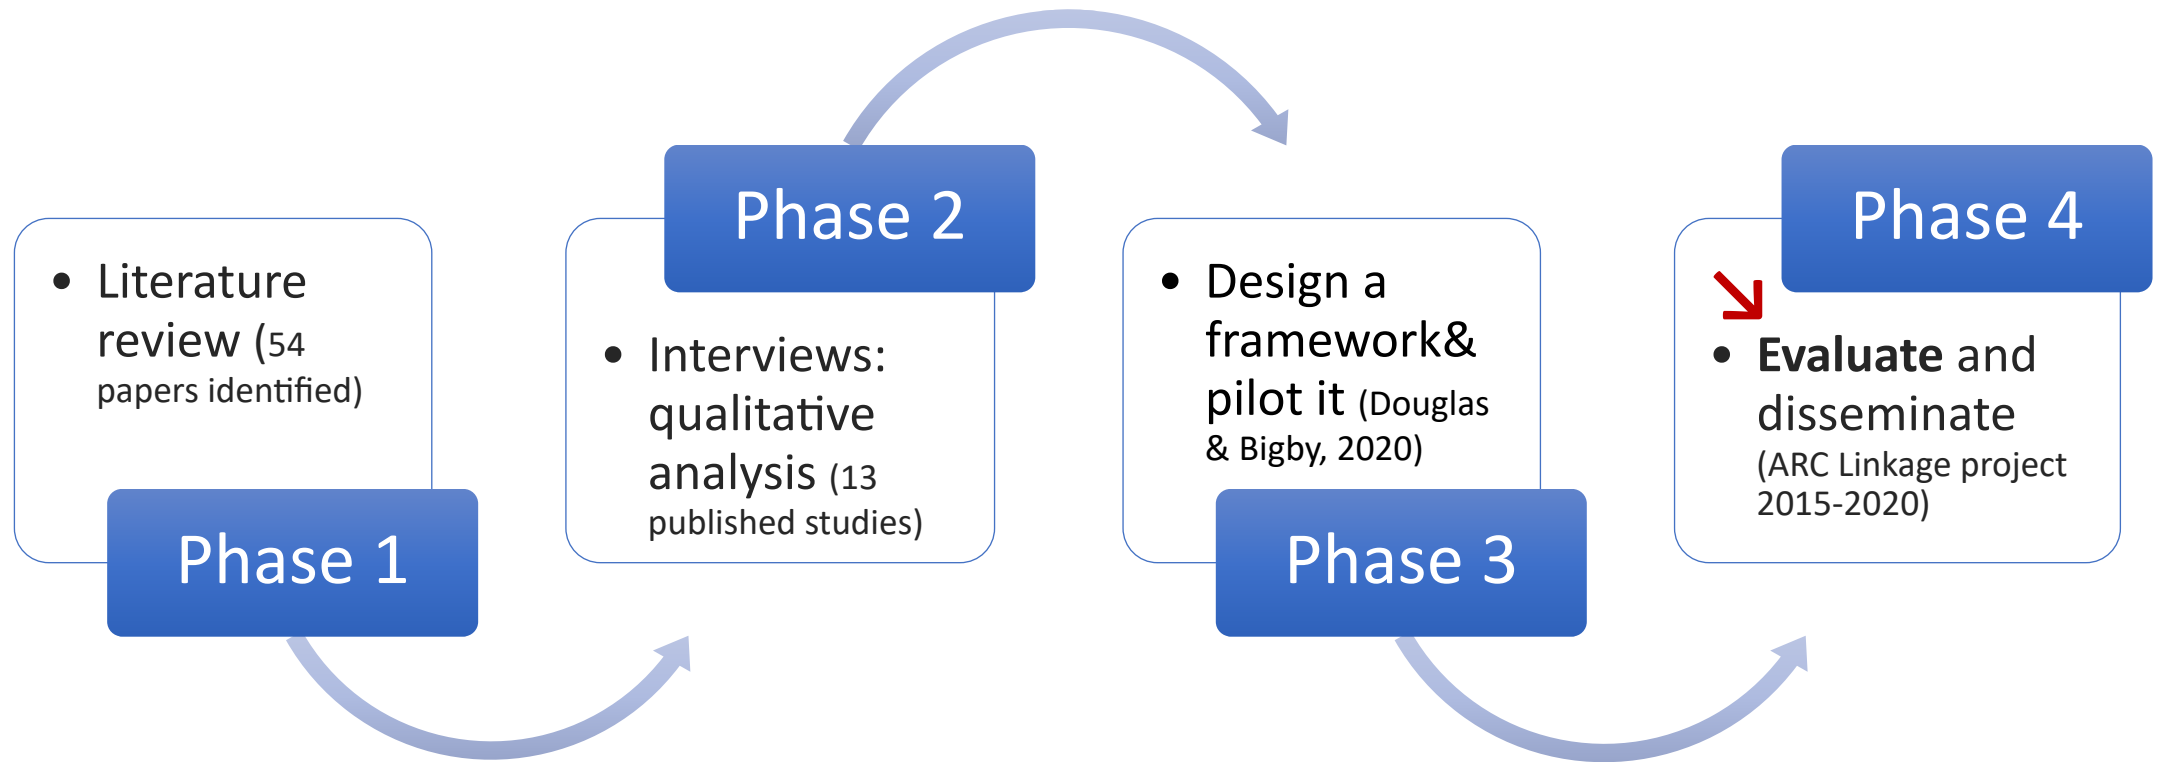 • Literature
review (54
papers identified)
Phase 1
Phase 2
• Interviews:
qualitative
analysis (13
published studies)
• Design a
framework&
pilot it (Douglas
& Bigby, 2020)
Phase 3
Phase 4
• Evaluate and
disseminate
(ARC Linkage project
2015-2020)